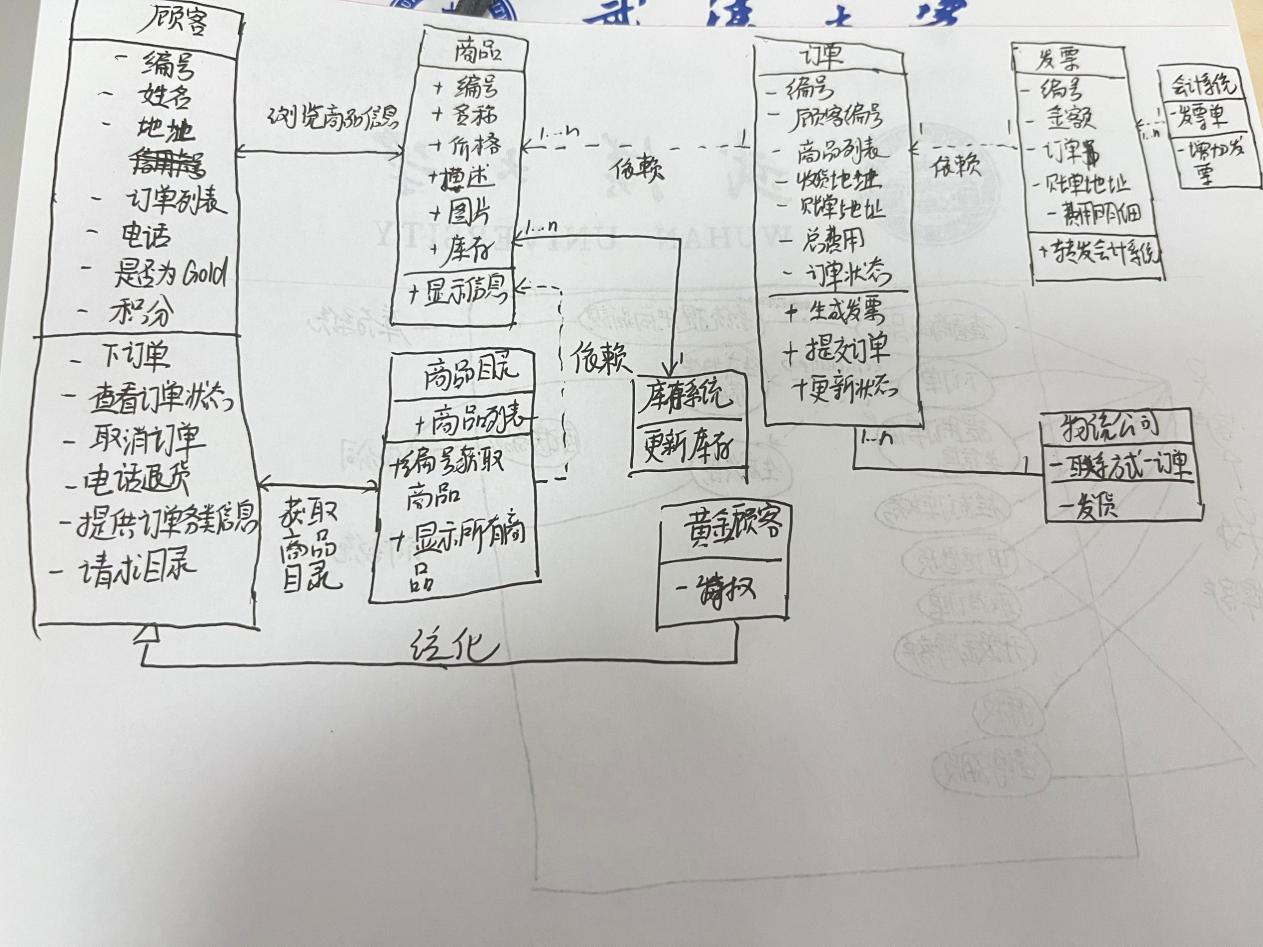 武汉大学
顾客
- 编号
- 姓名
- 地址
- 订单列表
- 电话
- 是否为Gold
- 积分
- 下订单
- 查看订单状态
- 取消订单
- 电话退货
- 提供订单各类信息
- 请求目录
浏览商品信息
商品
+ 编号
+ 名称
+ 价格
+ 描述
+ 图片
+ 库存
+ 显示信息
1...n
依赖
1
1...n
1
依赖
商品目录
+ 商品列表
+按编号获取
商品
+ 显示所有商
品
获取
商品
目录
库存系统
更新库存
黄金顾客
- 特权
泛化
订单
- 编号
- 顾客编号
- 商品列表
- 收货地址
- 账单地址
- 总费用
- 订单状态
+ 生成发票
+ 提交订单
+ 更新状态
1...n
1
依赖
1
发票
- 编号
- 金额
- 订单
- 账单地址
- 费用明细
+ 转发会计系统
1
1...n
会计系统
- 发票单
- 增加发
票
1
物流公司
- 联系方式-订单
- 发货
WUHAN UNIVERSITY